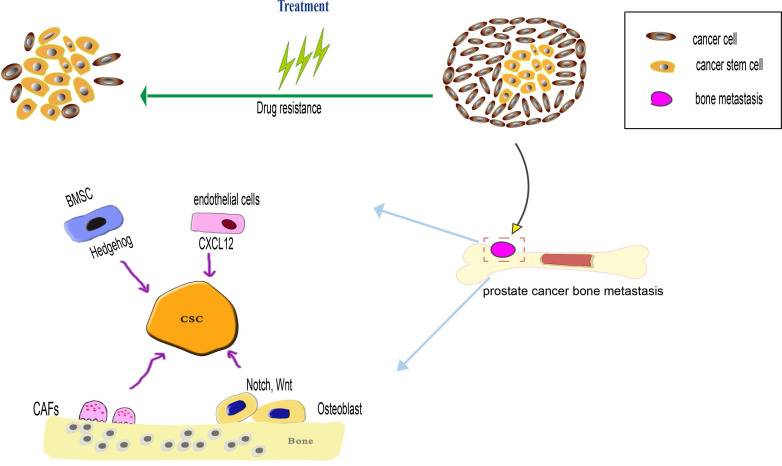 Treatment
Drug resistance
cancer cell
cancer stem cell
bone metastasis
BMSC
Hedgehog
endothelial cells
CXCL12
CSC
prostate cancer bone metastasis
CAFs
Notch, Wnt
Osteoblast
Bone